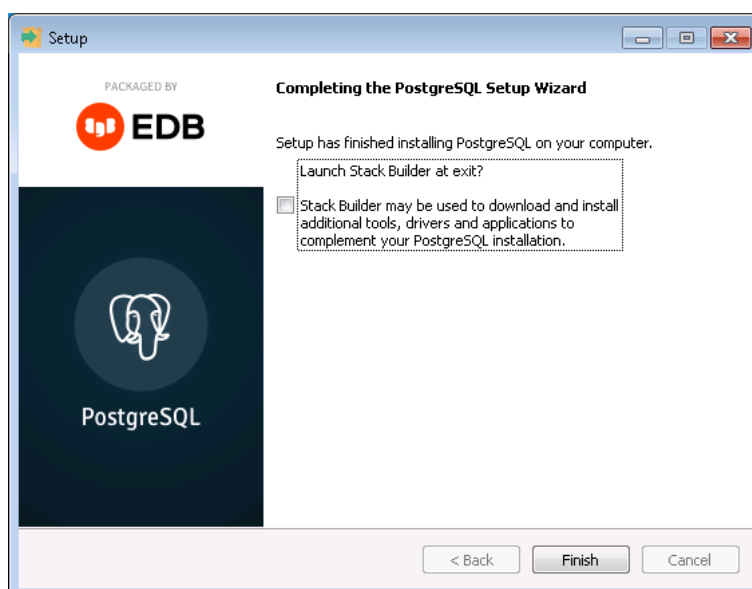 Setup
PACKAGED BY
EDB
PostgreSQL
Completing the PostgreSQL Setup Wizard
Setup has finished installing PostgreSQL on your computer.
Launch Stack Builder at exit?
Stack Builder may be used to download and install
additional tools, drivers and applications to
complement your PostgreSQL installation.
< Back
Finish
Cancel